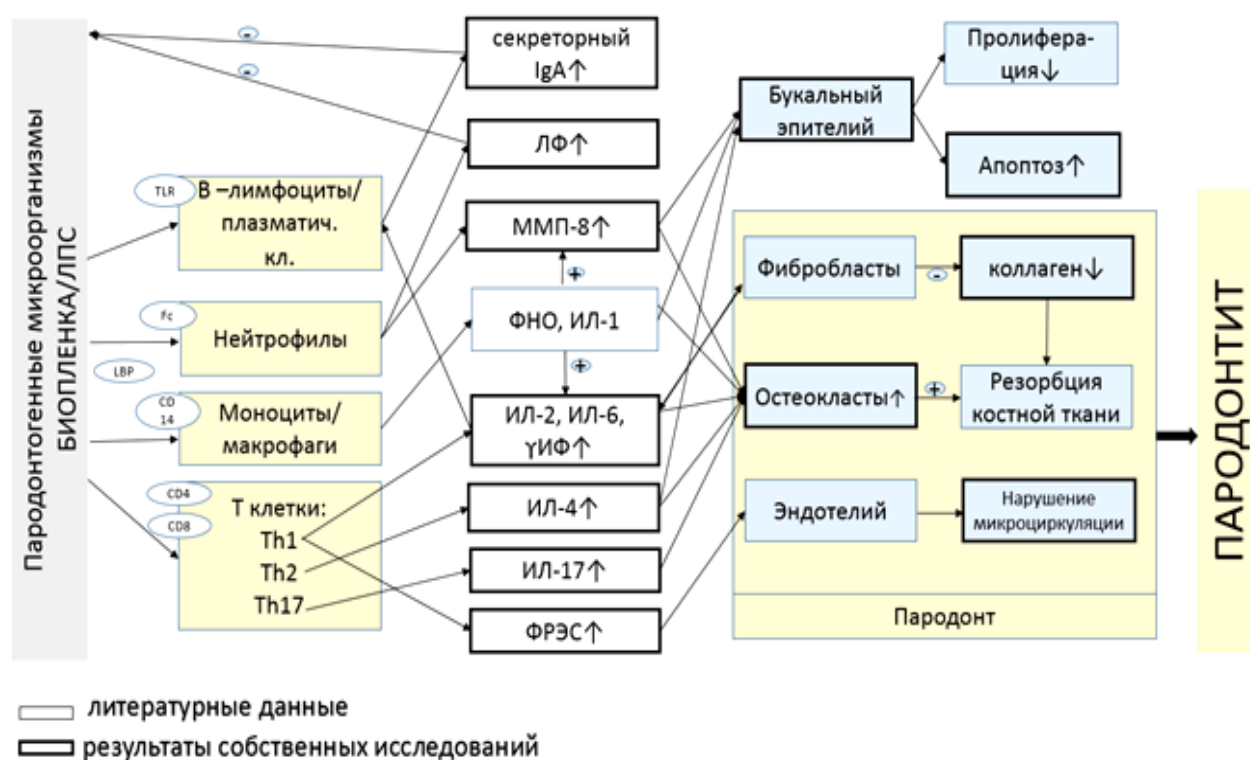 Пародонтогенные микроорганизмы
БИОПЛЕНКА/ЛПС
TLR
В –лимфоциты/
плазматич.
кл.
Fc
Нейтрофилы
LBP
CD
14
Моноциты/
макрофаги
CD4
CD8
Т клетки:
Th1
Th2
Th17
-
-
секреторный
IgA↑
ЛФ↑
ММП-8↑
+
ФНО, ИЛ-1
+
ИЛ-2, ИЛ-6,
γИФ↑
ИЛ-4↑
ИЛ-17↑
ФРЭС↑
Букальный
эпителий
Пролифера-
ция↓
Апоптоз↑
Фибробласты
-
коллаген↓
Остеокласты↑
+
Резорбция
костной ткани
Эндотелий
Нарушение
микроциркуляции
Пародонт
ПАРОДОНТИТ
литературные данные
результаты собственных исследований